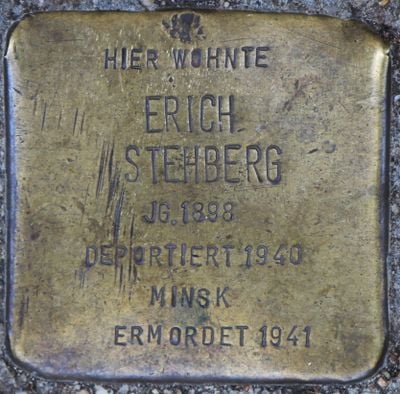 HIER WOHNTE
ERICH
STEHBERG
JG. 1898
DEPORTIERT 1940
MINSK
ERMORDET 1941